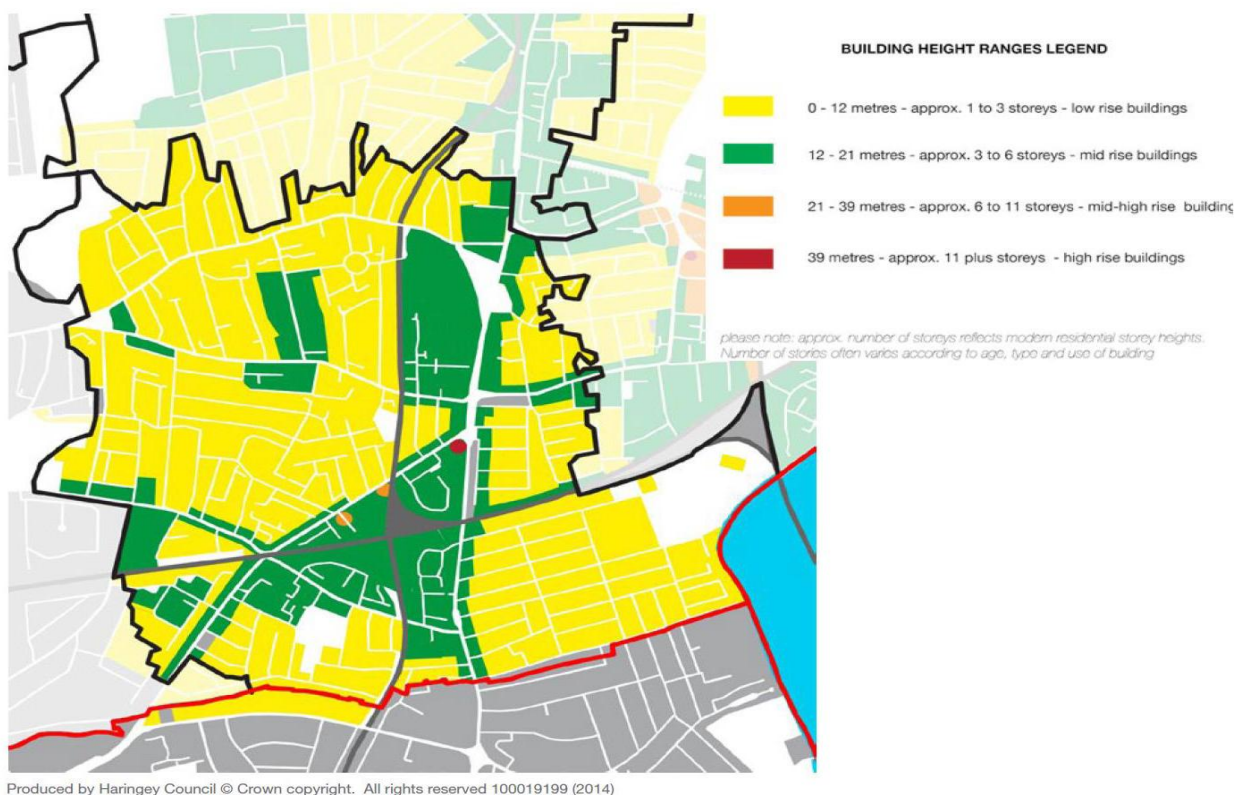 BUILDING HEIGHT RANGES LEGEND
0 - 12 metres - approx. 1 to 3 storeys - low rise buildings
12 - 21 metres - approx. 3 to 6 storeys - mid rise buildings
21 - 39 metres - approx. 6 to 11 storeys - mid-high rise building
39 metres - approx. 11 plus storeys - high rise buildings
please note: approx. number of storeys reflects modern residential storey heights.
Number of stories often varies according to age, type and use of building
Produced by Haringey Council © Crown copyright. All rights reserved 100019199 (2014)